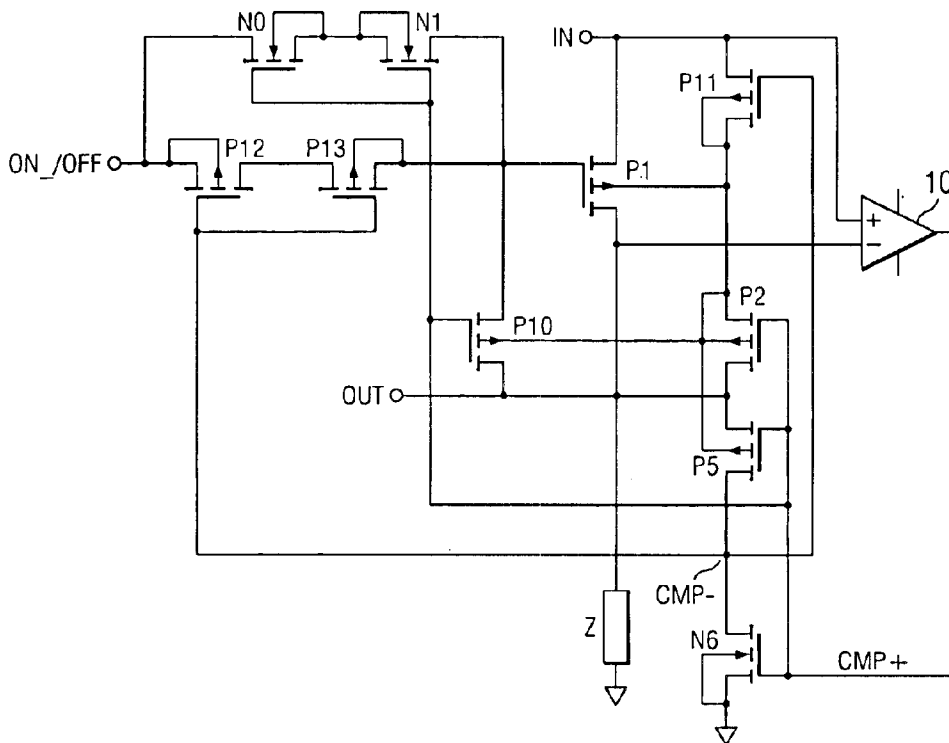 N0
N1
IN
P11
ON_/OFF
P12
P13
P1
10
+
−
P2
P10
OUT
P5
CMP-
Z
N6
CMP+